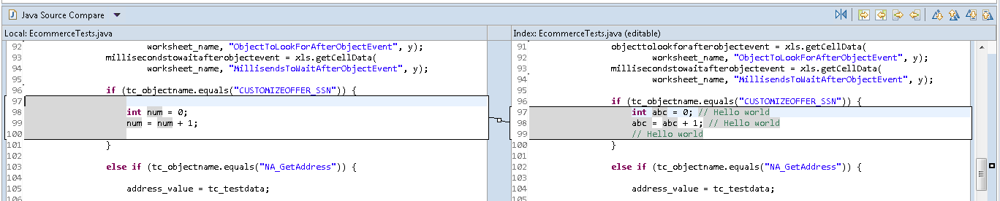 Java Source Compare
Local: EcommerceTests.java
92 worksheet_name, "ObjectToLookForAfterObjectEvent", y);
93 millisecondstowaitafterobjectevent = xls.getCellData(
94 worksheet_name, "MillisendsToWaitAfterObjectEvent", y);
95
96 if (tc_objectname.equals("CUSTOMIZEOFFER_SSN")) {
97
98 int num = 0;
99 num = num + 1;
100
101 }
102
103 else if (tc_objectname.equals("NA_GetAddress")) {
104
105 address_value = tc_testdata;
106
Index: EcommerceTests.java (editable)
91 objecttolookforafterobjectevent = xls.getCellData(
92 worksheet_name, "ObjectToLookForAfterObjectEvent", y);
93 millisecondstowaitafterobjectevent = xls.getCellData(
94 worksheet_name, "MillisendsToWaitAfterObjectEvent", y);
95
96 if (tc_objectname.equals("CUSTOMIZEOFFER_SSN")) {
97 int abc = 0; // Hello world
98 abc = abc + 1; // Hello world
99 // Hello world
100 }
101
102 else if (tc_objectname.equals("NA_GetAddress")) {
103
104 address_value = tc_testdata;
105